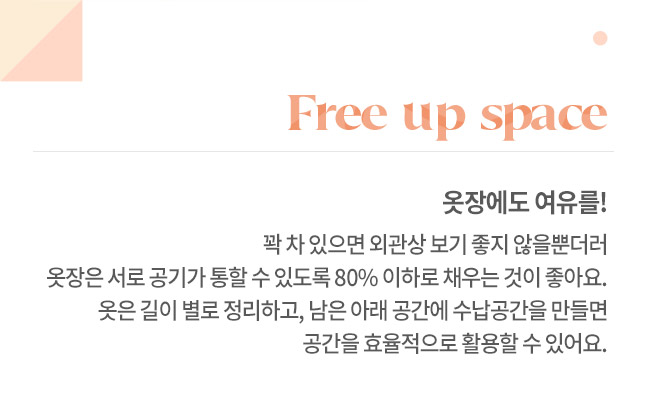 Free up space
옷장에도 여유를!
꽉 차 있으면 외관상 보기 좋지 않을뿐더러
옷장은 서로 공기가 통할 수 있도록 80% 이하로 채우는 것이 좋아요.
옷은 길이 별로 정리하고, 남은 아래 공간에 수납공간을 만들면
공간을 효율적으로 활용할 수 있어요.